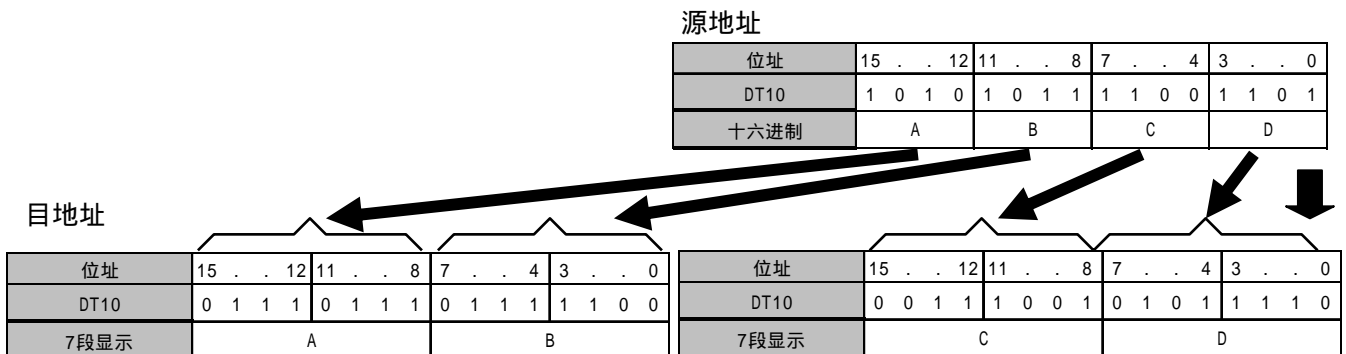 源地址
位址 15 . . 12 11 . . 8 7 . . 4 3 . . 0
DT10 1 0 1 0 1 0 1 1 1 1 0 0 1 1 0 1
十六进制 A B C D
目地址
位址 15 . . 12 11 . . 8 7 . . 4 3 . . 0 位址 15 . . 12 11 . . 8 7 . . 4 3 . . 0
DT10 0 1 1 1 0 1 1 1 0 1 1 1 1 1 0 0 DT10 0 0 1 1 1 0 0 1 0 1 0 1 1 1 1 0
7段显示 A B 7段显示 C D